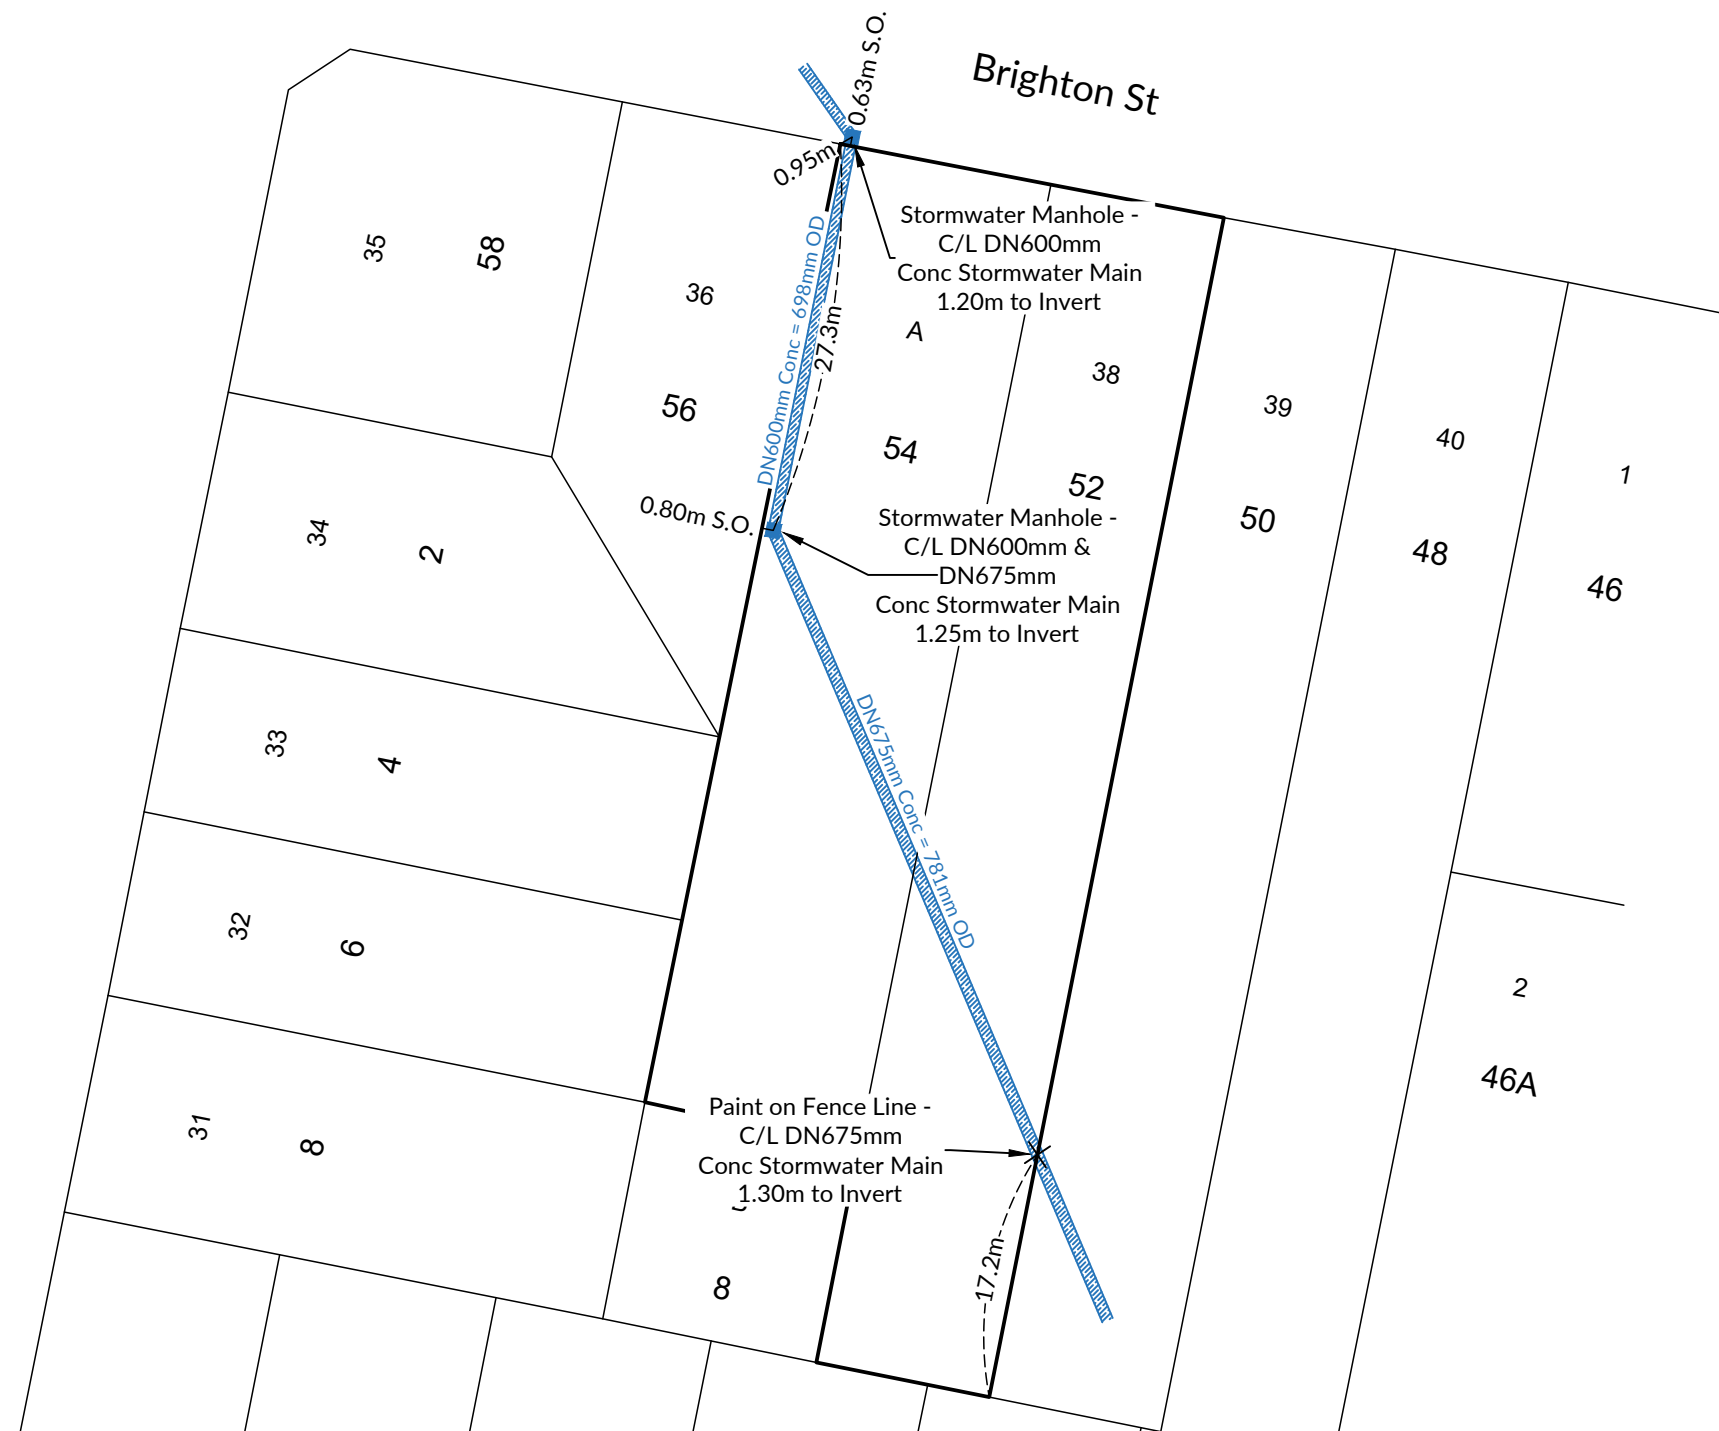 Brighton St
0.63m S.O.
0.95m
Stormwater Manhole -
C/L DN600mm
Conc Stormwater Main
1.20m to Invert
DN600mm Conc = 698mm OD
27.3m
35
58
36
56
A
54
38
52
39
50
40
48
1
46
0.80m S.O.
Stormwater Manhole -
C/L DN600mm &
DN675mm
Conc Stormwater Main
1.25m to Invert
34
2
33
4
DN675mm Conc = 781mm OD
32
6
2
46A
31
8
Paint on Fence Line -
C/L DN675mm
Conc Stormwater Main
1.30m to Invert
17.2m
8